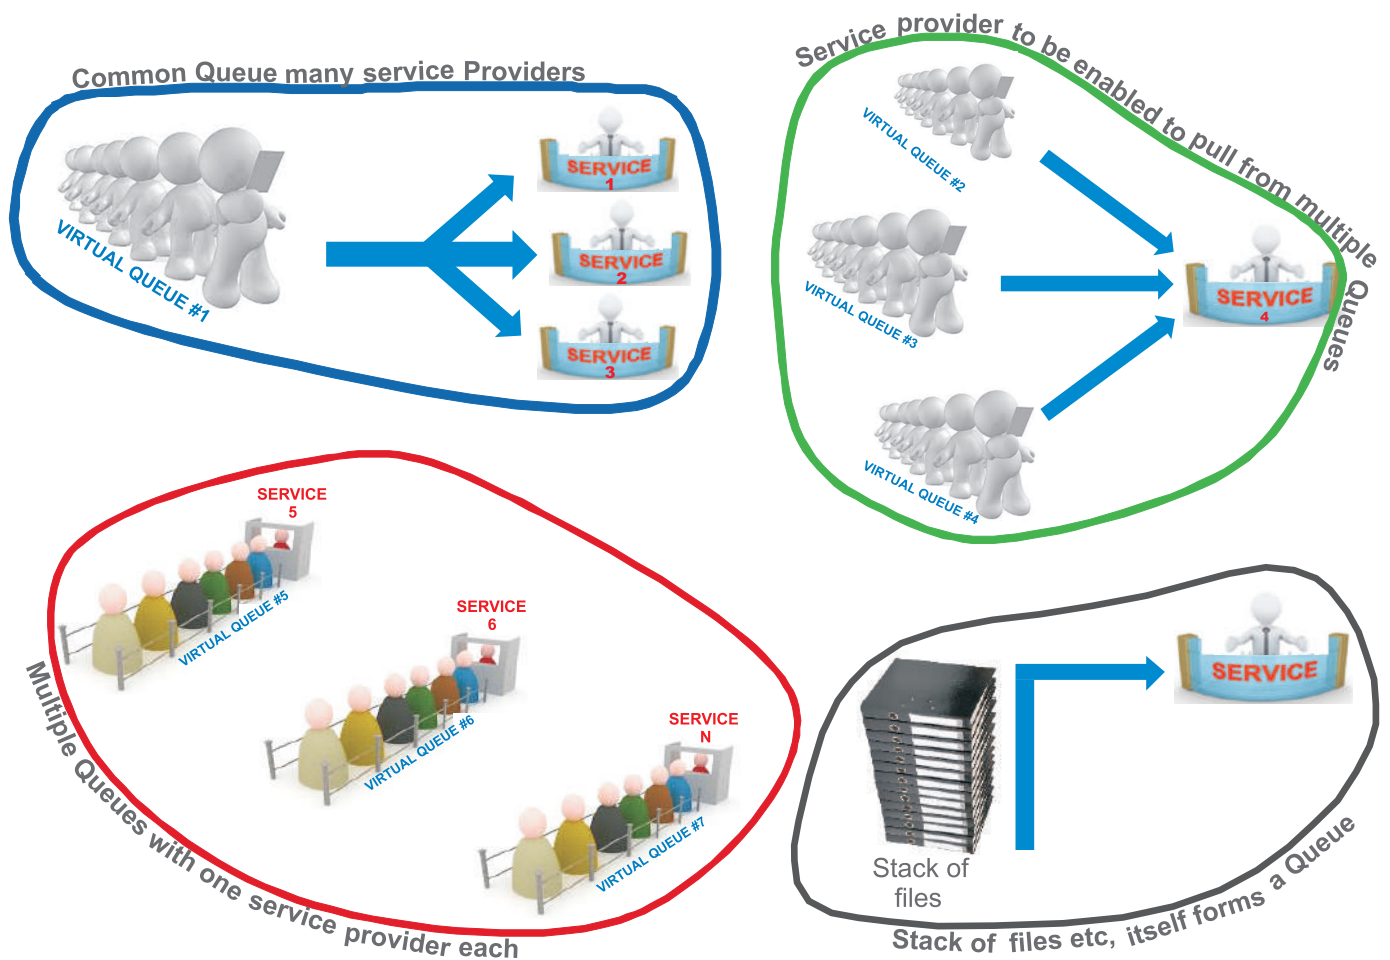 Common Queue many service Providers
VIRTUAL QUEUE #1
SERVICE
1
SERVICE
2
SERVICE
3
Service provider to be enabled to pull from multiple Queues
VIRTUAL QUEUE #2
VIRTUAL QUEUE #3
VIRTUAL QUEUE #4
SERVICE
4
SERVICE
5
VIRTUAL QUEUE #5
SERVICE
6
VIRTUAL QUEUE #6
SERVICE
N
VIRTUAL QUEUE #7
Multiple Queues with one service provider each
SERVICE
Stack of
files
Stack of files etc, itself forms a Queue